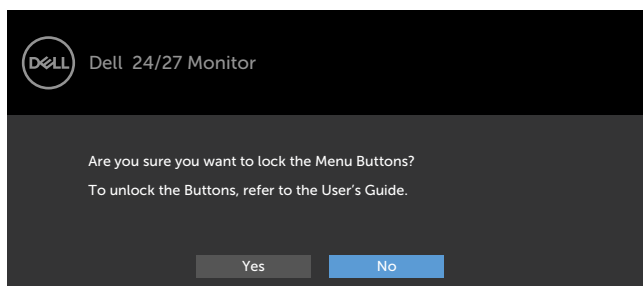 DELL
Dell 24/27 Monitor
Are you sure you want to lock the Menu Buttons?
To unlock the Buttons, refer to the User’s Guide.
Yes
No